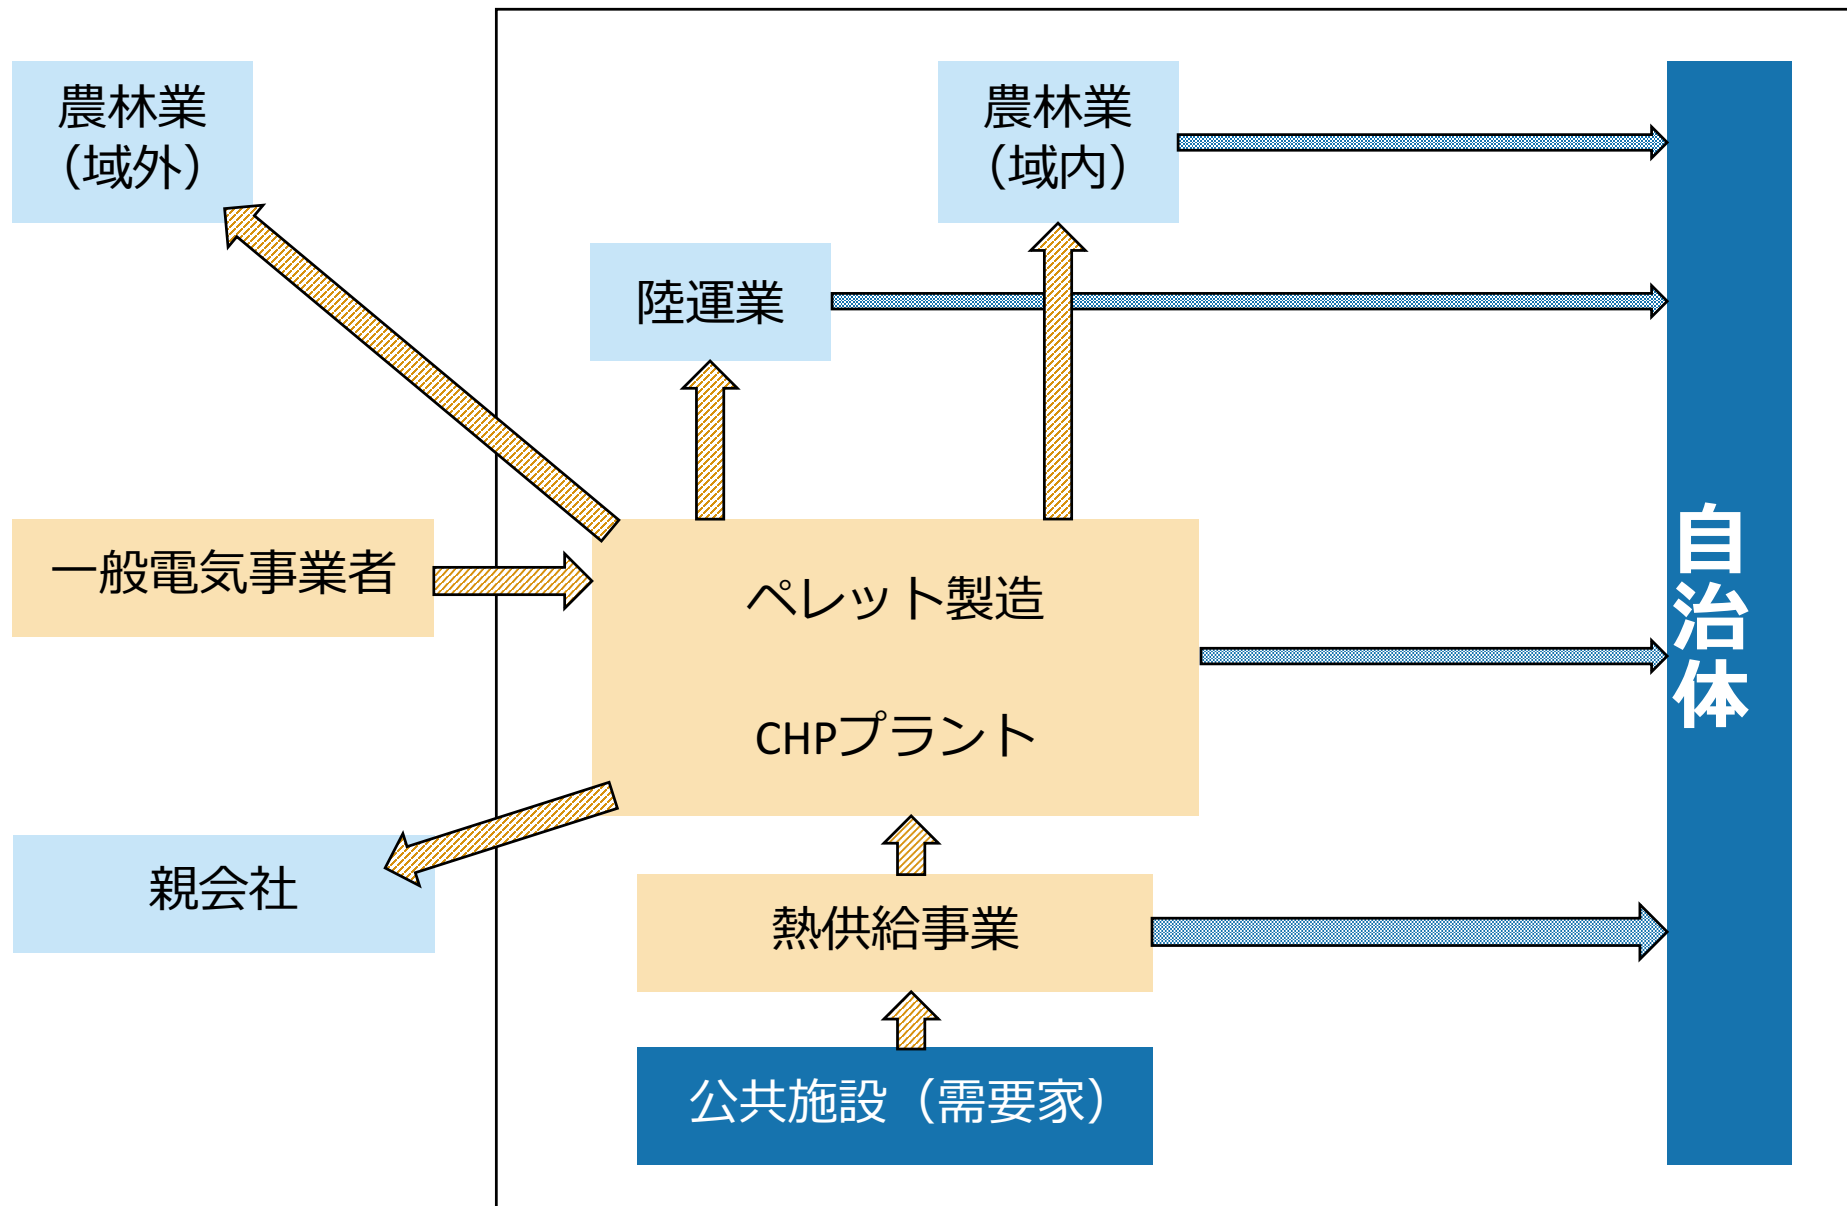 農林業
（域外）
農林業
（域内）
陸運業
一般電気事業者
ペレット製造
CHPプラント
自治体
親会社
熱供給事業
公共施設（需要家）